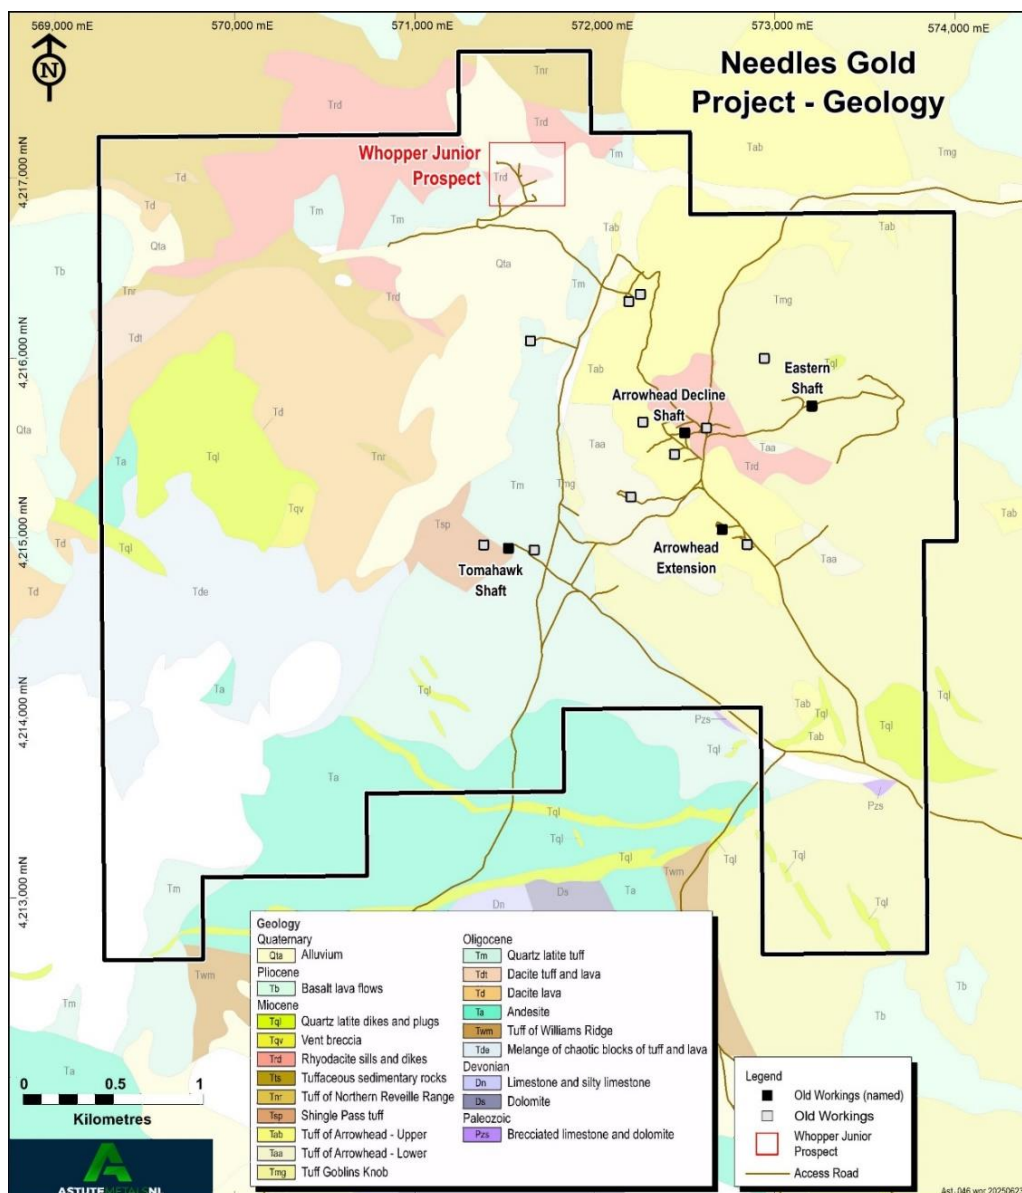 569,000 mE
570,000 mE
571,000 mE
572,000 mE
573,000 mE
574,000 mE
N
Needles Gold
Project - Geology
Tnr
Trd
Trd
Tm
Tab
Tmg
4,217,000 mN
Whopper Junior
Prospect
Trd
Td
Td
Tm
Tm
Qta
Tab
Tab
Tb
Qta
Tm
Tmg
Tnr
Trd
Tdt
4,216,000 mN
Tab
Tql
Eastern
Shaft
Arrowhead Decline
Shaft
Td
Qta
Taa
Taa
Trd
Ta
Tql
Tnr
Tm
Tmg
Tqv
Tsp
Tab
4,215,000 mN
Td
Tql
Tomahawk
Shaft
Arrowhead
Extension
Taa
Td
Tde
Ta
Tql
Tab
Tql
Tql
4,214,000 mN
Pzs
Tab
Tql
Ta
Pzs
Tql
Tql
Tql
Tql
Tql
Tm
Twm
Tql
4,213,000 mN
Dn
Ds
Ta
Twm
Tb
Tm
Tb
Ta
Geology
Quaternary
Qta Alluvium
Pliocene
Tb Basalt lava flows
Miocene
Tql Quartz latite dikes and plugs
Tqv Vent breccia
Trd Rhyodacite sills and dikes
Tts Tuffaceous sedimentary rocks
Tnr Tuff of Northern Reveille Range
Tsp Shingle Pass tuff
Tab Tuff of Arrowhead - Upper
Taa Tuff of Arrowhead - Lower
Tmg Tuff Goblins Knob
Oligocene
Tm Quartz latite tuff
Tdt Dacite tuff and lava
Td Dacite lava
Ta Andesite
Twm Tuff of Williams Ridge
Tde Melange of chaotic blocks of tuff and lava
Devonian
Dn Limestone and silty limestone
Ds Dolomite
Paleozoic
Pzs Brecciated limestone and dolomite
Legend
Old Workings (named)
Old Workings
Whopper Junior
Prospect
Access Road
0 0.5 1
Kilometres
ASTUTE METALS NL
Ast-046 wor 20250623